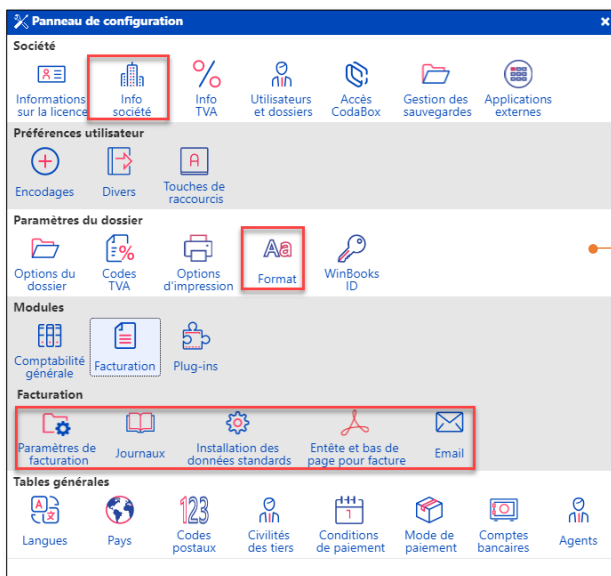 Panneau de configuration
Société
Informations sur la licence
Info société
Info TVA
Utilisateurs et dossiers
Accès CodaBox
Gestion des sauvegardes
Applications externes
Préférences utilisateur
Encodages
Divers
Touches de raccourcis
Paramètres du dossier
Options du dossier
Codes TVA
Options d'impression
Format
WinBooks ID
Modules
Comptabilité générale
Facturation
Plug-ins
Facturation
Paramètres de facturation
Journaux
Installation des données standards
Entête et bas de page pour facture
Email
Tables générales
Langues
Pays
Codes postaux
Civilités des tiers
Conditions de paiement
Mode de paiement
Comptes bancaires
Agents